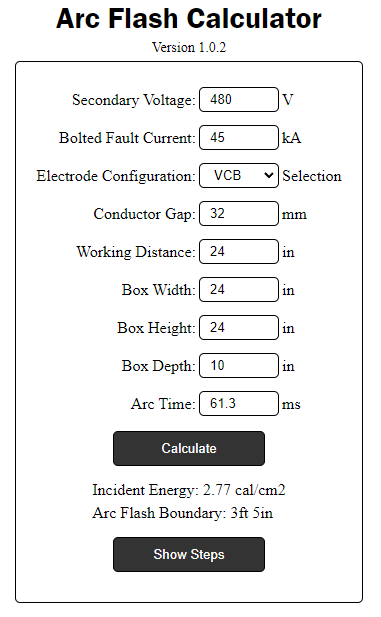 Arc Flash Calculator
Version 1.0.2
Secondary Voltage: 480 V
Bolted Fault Current: 45 kA
Electrode Configuration: VCB Selection
Conductor Gap: 32 mm
Working Distance: 24 in
Box Width: 24 in
Box Height: 24 in
Box Depth: 10 in
Arc Time: 61.3 ms
Calculate
Incident Energy: 2.77 cal/cm2
Arc Flash Boundary: 3ft 5in
Show Steps